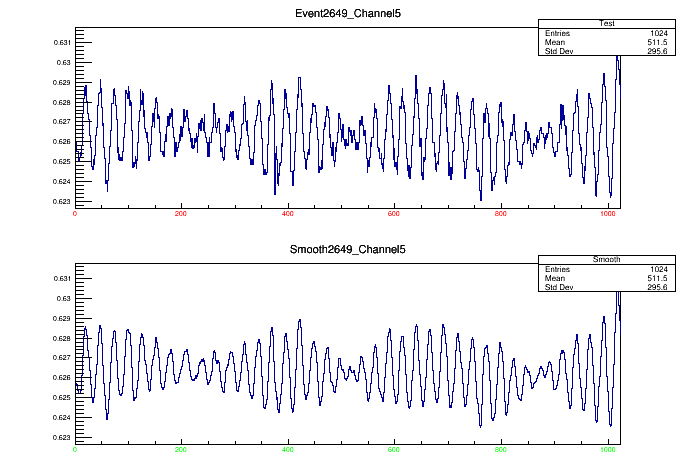 Event2649_Channel5
Test
Entries 1024
Mean 511.5
Std Dev 295.6
0.631
0.63
0.629
0.628
0.627
0.626
0.625
0.624
0.623
0 200 400 600 800 1000
Smooth2649_Channel5
Smooth
Entries 1024
Mean 511.5
Std Dev 295.6
0.631
0.63
0.629
0.628
0.627
0.626
0.625
0.624
0.623
0 200 400 600 800 1000